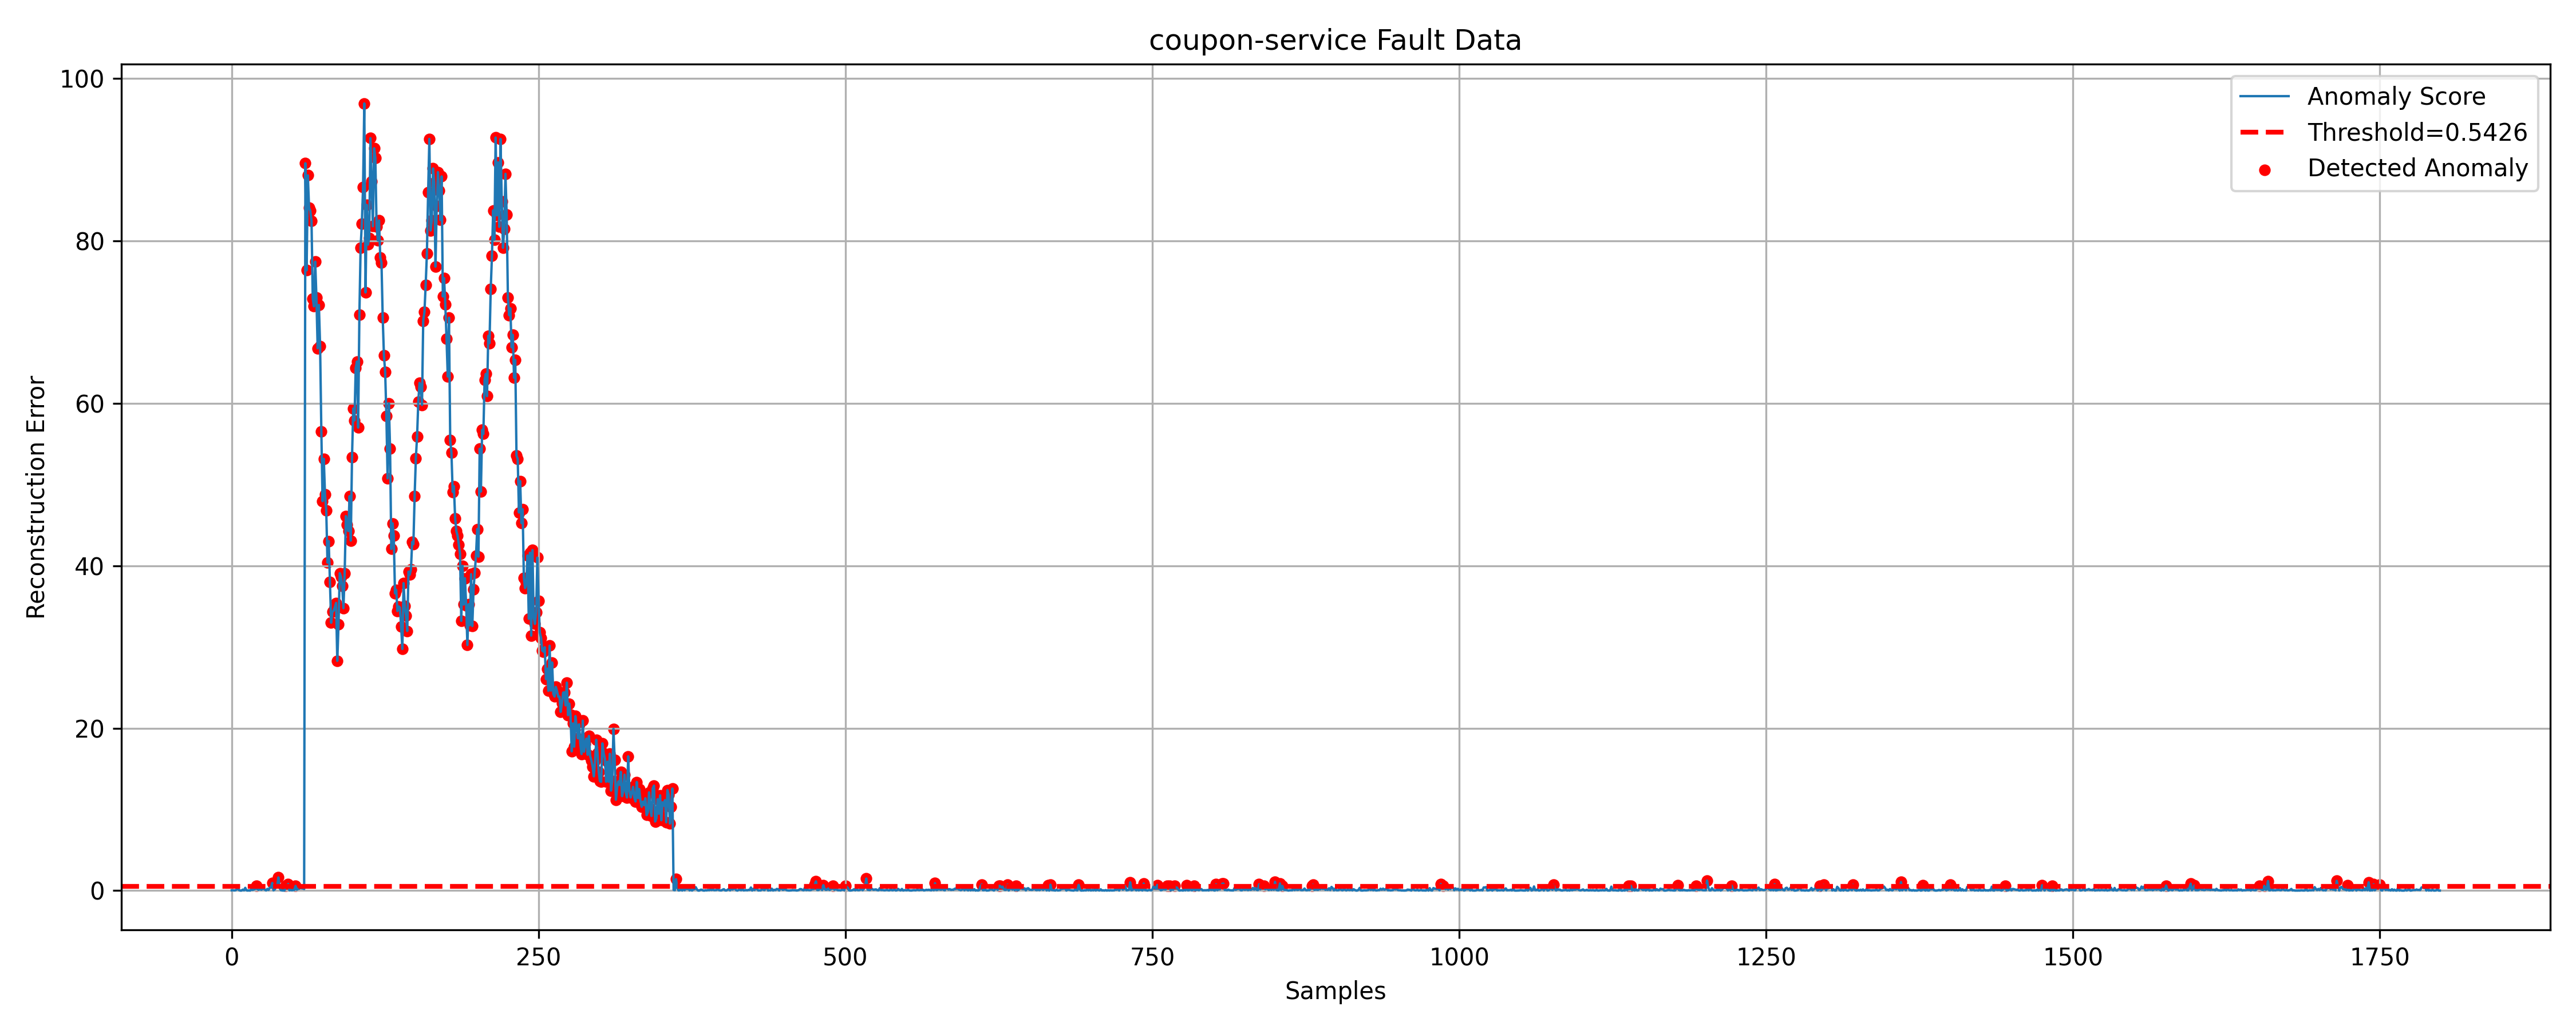 coupon-service Fault Data
100
80
60
40
20
0
Reconstruction Error
Anomaly Score
Threshold=0.5426
Detected Anomaly
0
250
500
750
1000
1250
1500
1750
Samples